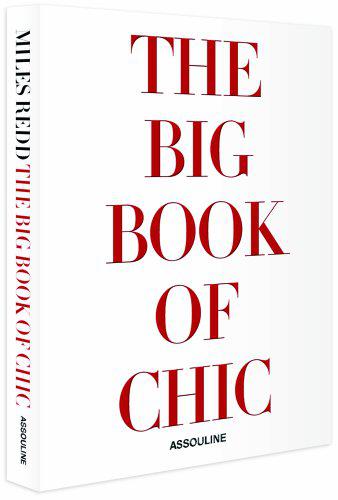 THE
BIG
BOOK
OF
CHIC
ASSOULINE
MILES REDD THE BIG BOOK OF CHIC
ASSOULINE